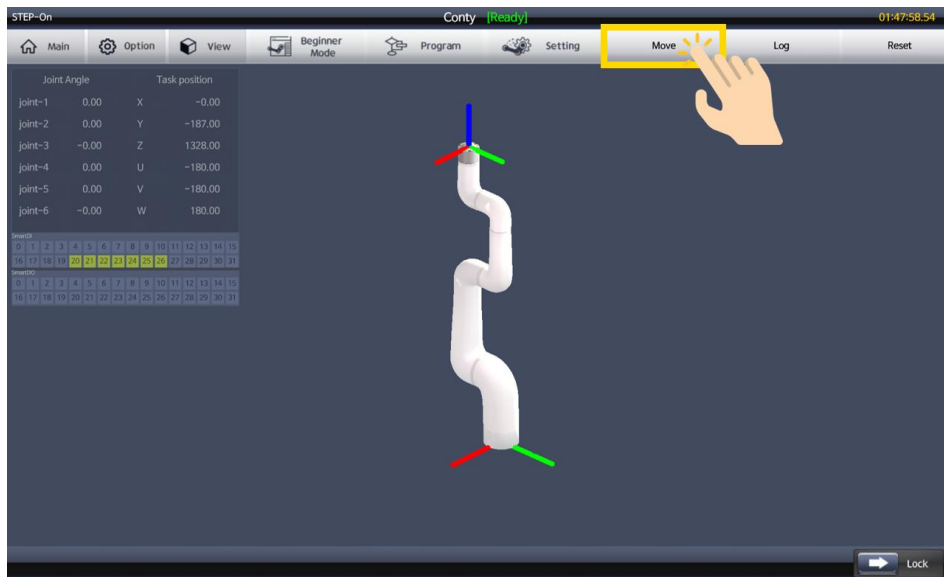 STEP-On
Conty [Ready]
01:47:58.54
Main
Option
View
Beginner
Mode
Program
Setting
Move
Log
Reset
Joint Angle Task position
joint-1 0.00 X -0.00
joint-2 0.00 Y -187.00
joint-3 -0.00 Z 1328.00
joint-4 0.00 U -180.00
joint-5 0.00 V -180.00
joint-6 -0.00 W 180.00
SmartDI
0 1 2 3 4 5 6 7 8 9 10 11 12 13 14 15
16 17 18 19 20 21 22 23 24 25 26 27 28 29 30 31
SmartDO
0 1 2 3 4 5 6 7 8 9 10 11 12 13 14 15
16 17 18 19 20 21 22 23 24 25 26 27 28 29 30 31
Lock